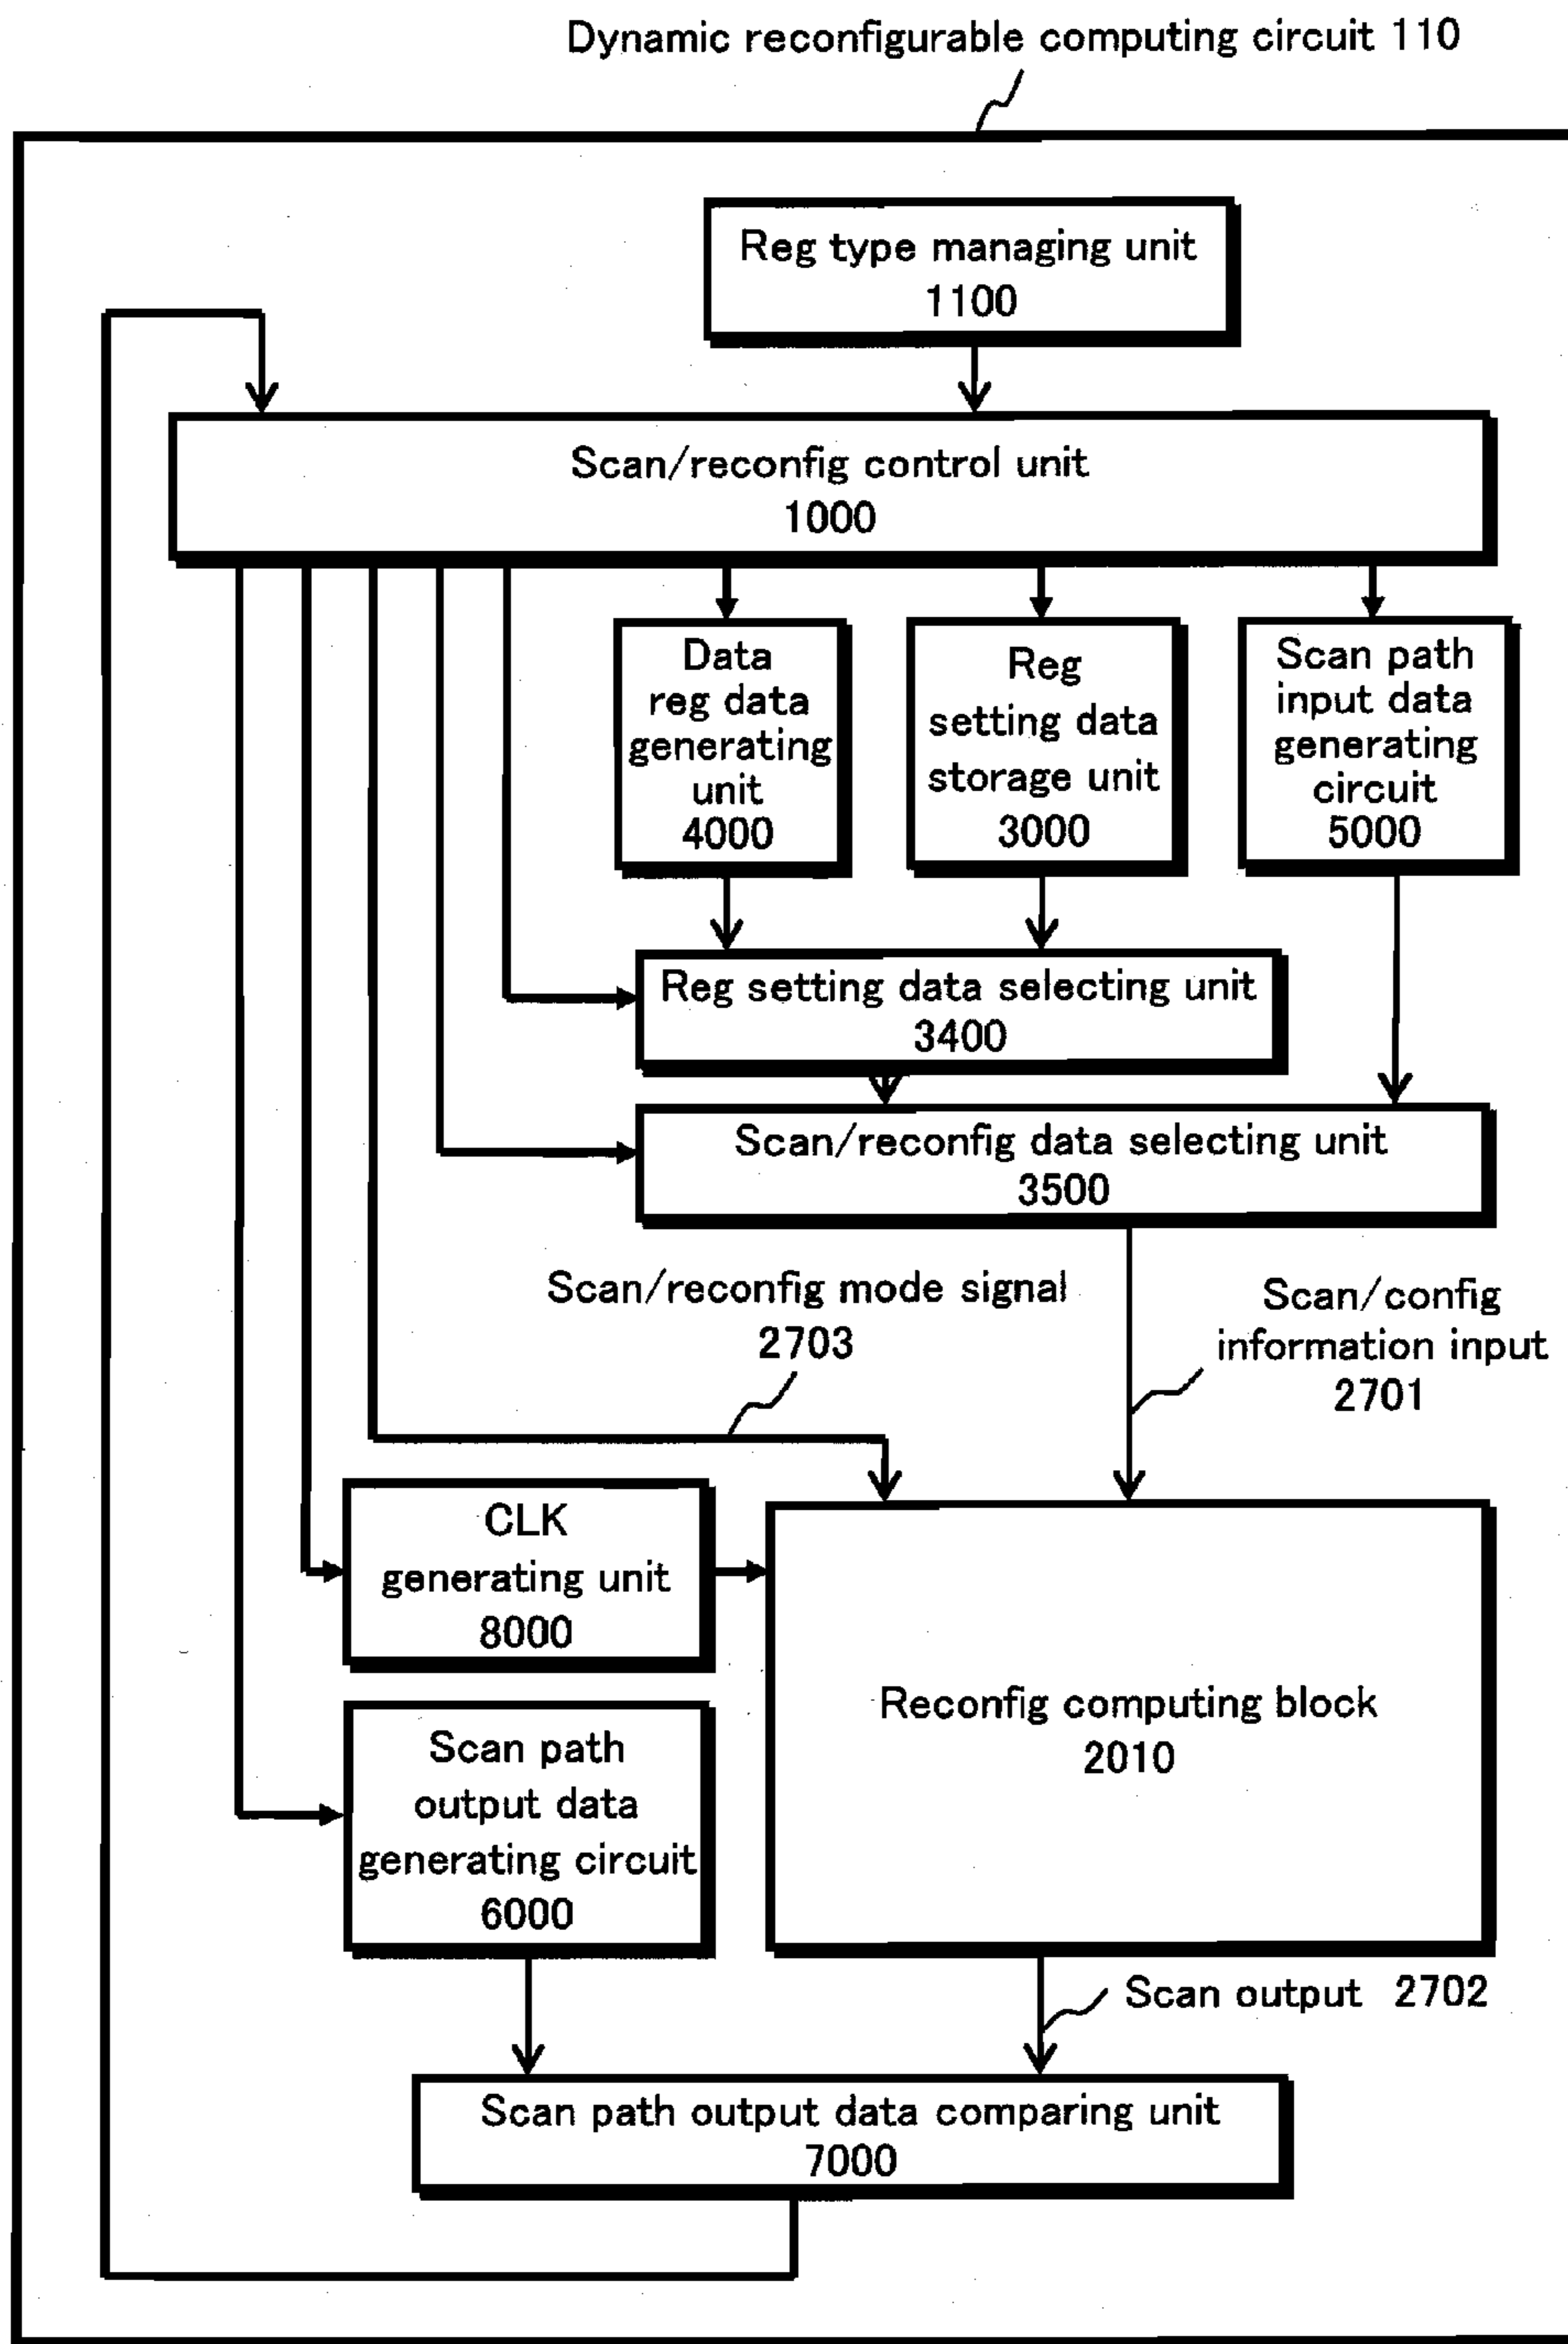 Dynamic reconfigurable computing circuit 110
Reg type managing unit
1100
Scan/reconfig control unit
1000
Data
reg data
generating
unit
4000
Reg
setting data
storage unit
3000
Scan path
input data
generating
circuit
5000
Reg setting data selecting unit
3400
Scan/reconfig data selecting unit
3500
Scan/reconfig mode signal
2703
Scan/config
information input
2701
CLK
generating unit
8000
Reconfig computing block
2010
Scan path
output data
generating circuit
6000
Scan output 2702
Scan path output data comparing unit
7000